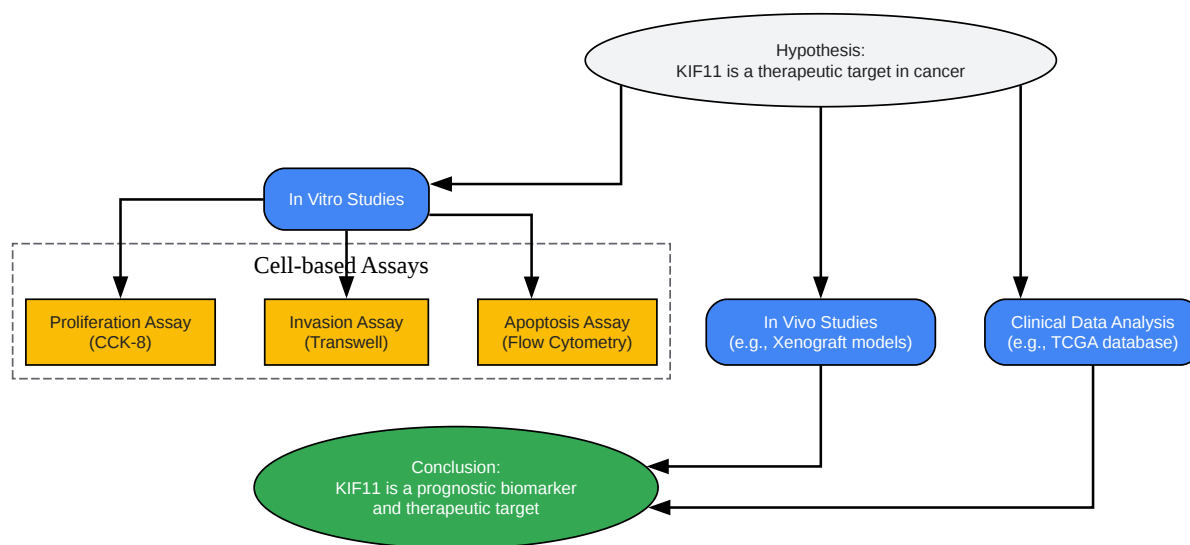 Hypothesis:
KIF11 is a therapeutic target in cancer
In Vitro Studies
Cell-based Assays
Proliferation Assay
(CCK-8)
Invasion Assay
(Transwell)
Apoptosis Assay
(Flow Cytometry)
In Vivo Studies
(e.g., Xenograft models)
Clinical Data Analysis
(e.g., TCGA database)
Conclusion:
KIF11 is a prognostic biomarker
and therapeutic target